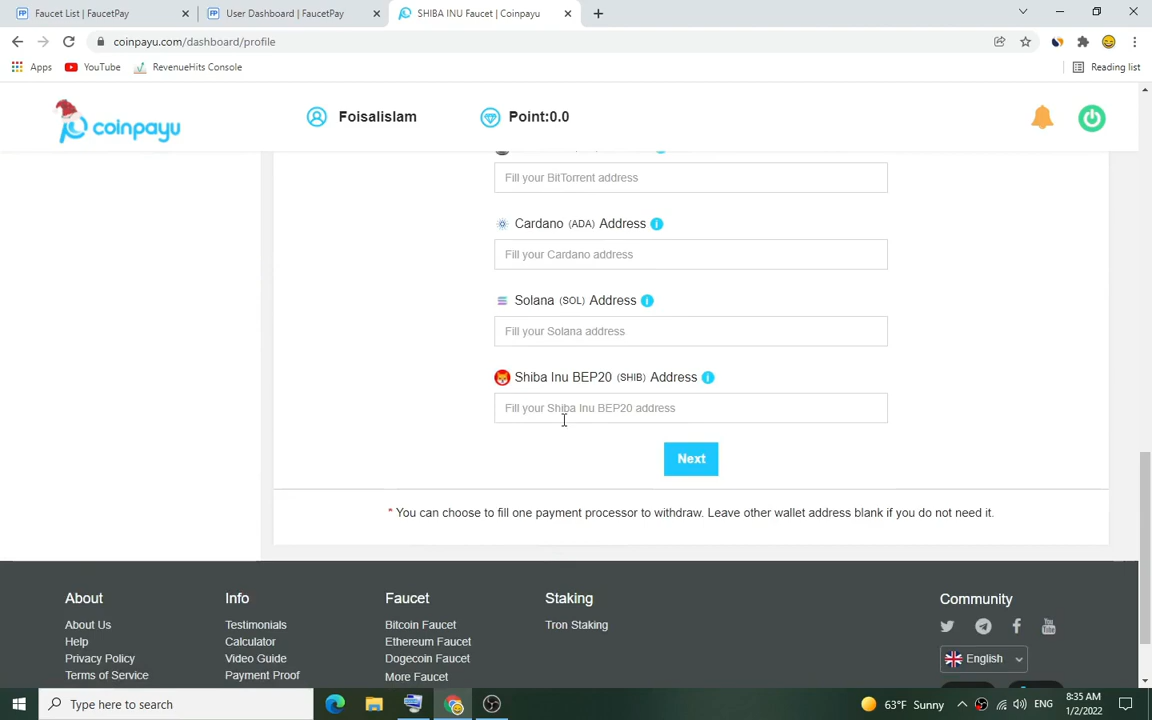 Faucet List | FaucetPay
User Dashboard | FaucetPay
SHIBA INU Faucet | Coinpayu
coinpayu.com/dashboard/profile
Apps
YouTube
RevenueHits Console
Reading list
coinpayu
Foisalislam
Point:0.0
Fill your BitTorrent address
Cardano (ADA) Address
Fill your Cardano address
Solana (SOL) Address
Fill your Solana address
Shiba Inu BEP20 (SHIB) Address
Fill your Shiba Inu BEP20 address
Next
* You can choose to fill one payment processor to withdraw. Leave other wallet address blank if you do not need it.
About
About Us
Help
Privacy Policy
Terms of Service
Info
Testimonials
Calculator
Video Guide
Payment Proof
Faucet
Bitcoin Faucet
Ethereum Faucet
Dogecoin Faucet
More Faucet
Staking
Tron Staking
Community
English
Type here to search
63°F Sunny
ENG
8:35 AM
1/2/2022